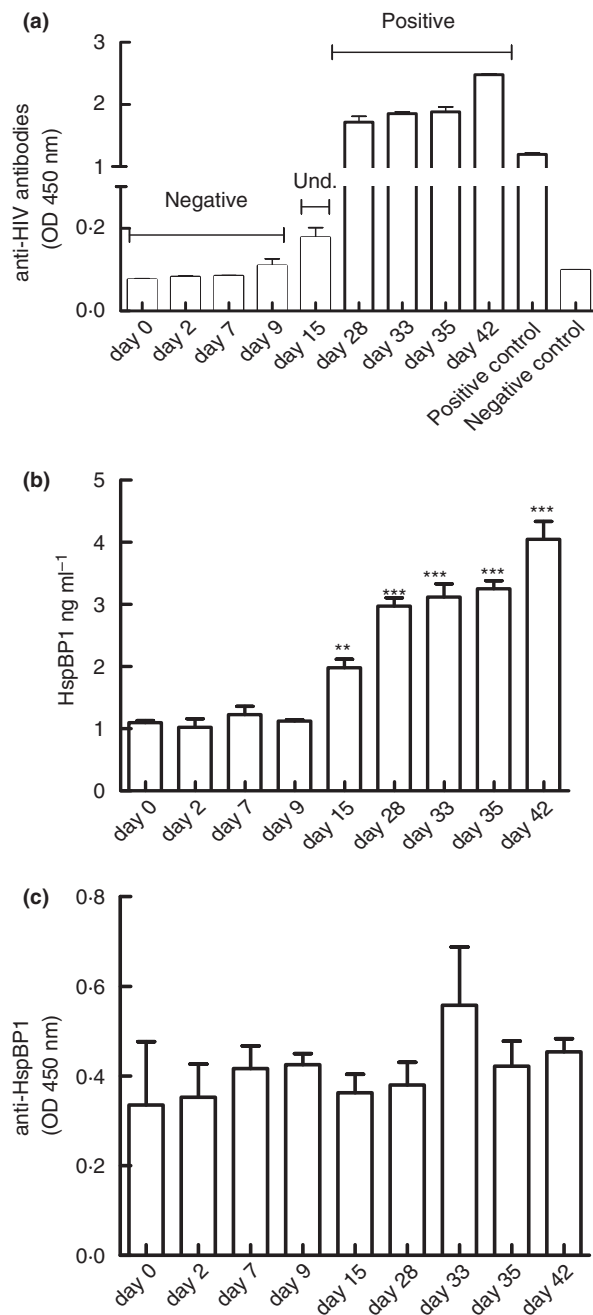 (a)
Positive
3
2
1
Und.
Negative
0·2
0·0
anti-HIV antibodies
(OD 450 nm)
day 0
day 2
day 7
day 9
day 15
day 28
day 33
day 35
day 42
Positive control
Negative control
(b)
5
4
3
2
1
0
HspBP1 ng ml⁻¹
**
***
***
***
***
day 0
day 2
day 7
day 9
day 15
day 28
day 33
day 35
day 42
(c)
0·8
0·6
0·4
0·2
0·0
anti-HspBP1
(OD 450 nm)
day 0
day 2
day 7
day 9
day 15
day 28
day 33
day 35
day 42